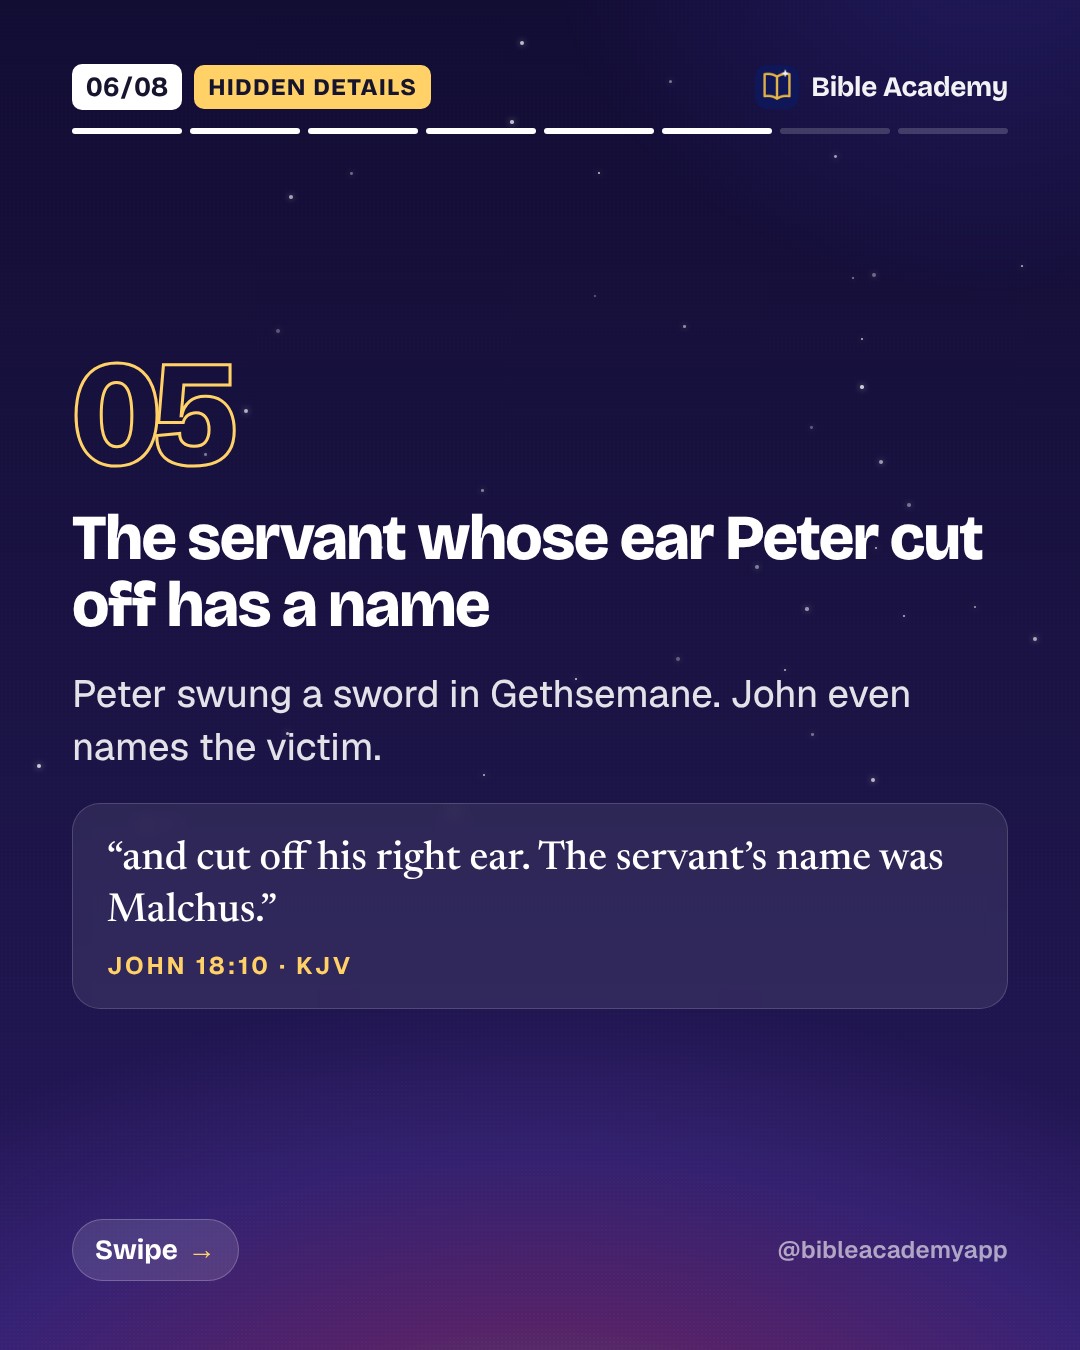 06/08 HIDDEN DETAILS
Bible Academy
05
The servant whose ear Peter cut
off has a name
Peter swung a sword in Gethsemane. John even
names the victim.
“and cut off his right ear. The servant’s name was
Malchus.”
JOHN 18:10 · KJV
Swipe →
@bibleacademyapp